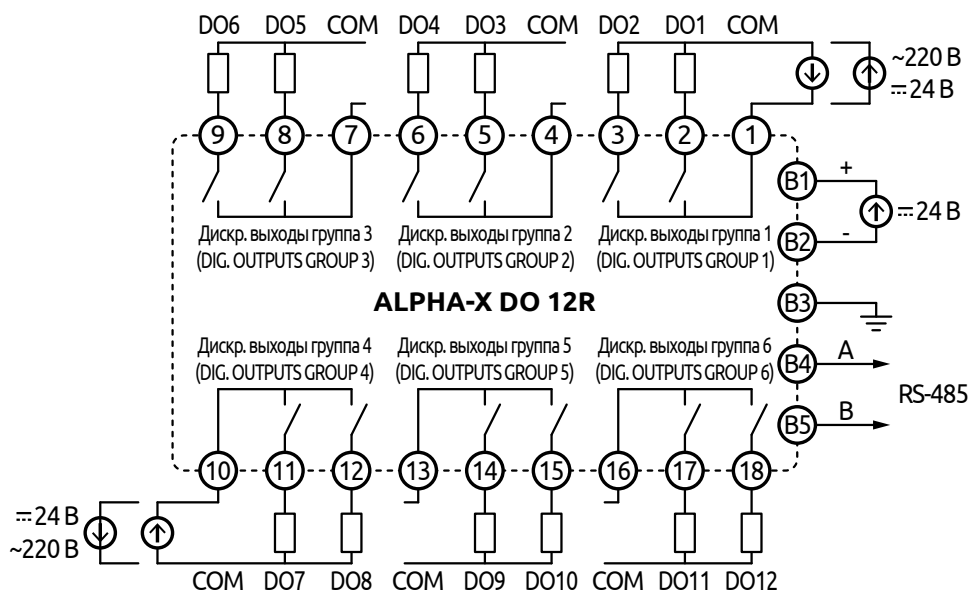 DO6 DO5 COM DO4 DO3 COM DO2 DO1 COM
~220 В
⎓24 В
9 8 7 6 5 4 3 2 1
B1 +
⎓24 В
B2 -
Дискр. выходы группа 3 Дискр. выходы группа 2 Дискр. выходы группа 1
(DIG. OUTPUTS GROUP 3) (DIG. OUTPUTS GROUP 2) (DIG. OUTPUTS GROUP 1)
ALPHA-X DO 12R
B3
Дискр. выходы группа 4 Дискр. выходы группа 5 Дискр. выходы группа 6
(DIG. OUTPUTS GROUP 4) (DIG. OUTPUTS GROUP 5) (DIG. OUTPUTS GROUP 6)
B4 A
RS-485
B5 B
10 11 12 13 14 15 16 17 18
⎓24 В
~220 В
COM DO7 DO8 COM DO9 DO10 COM DO11 DO12